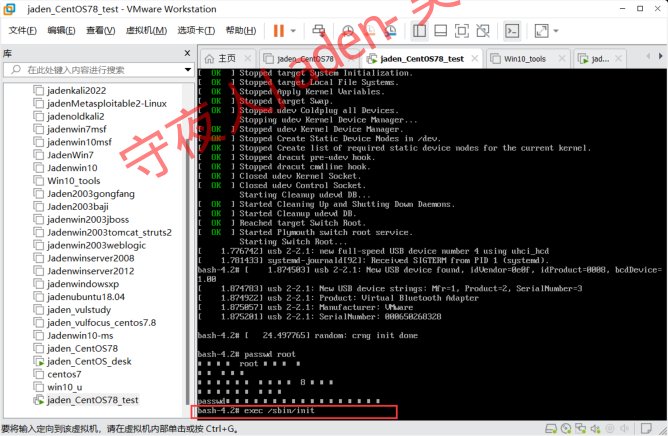 jaden_CentOS78_test - VMware Workstation
文件(F) 编辑(E) 查看(V) 虚拟机(M) 选项卡(T) 帮助(H)
库
在此处键入内容进行搜索
jadenkali2022
jadenMetasploitable2-Linux
jadenoldkali2
jadenwin7msf
jadenwin10msf
JadenWin7
Jadenwin10
Win10_tools
Jaden2003gongfang
Jaden2003baji
jadenwin2003jboss
Jadenwin2003tomcat_struts2
Jadenwin2003weblogic
Jadenwinserver2008
Jadenwinserver2012
jadenwindowsxp
jadenubuntu18.04
jaden_vulstudy
jaden_vulfocus_centos7.8
Jadenwin10-ms
jaden_CentOS78
jaden_CentOS_desk
centos7
win10_u
jaden_CentOS78_test
主页 jaden_CentOS78 jaden_CentOS78_test Win10_tools jad...
[ OK ] Stopped target System Initialization.
[ OK ] Stopped target Local File Systems.
[ OK ] Stopped Apply Kernel Variables.
[ OK ] Stopped target Swap.
[ OK ] Stopped udev Coldplug all Devices.
Stopping udev Kernel Device Manager...
[ OK ] Stopped udev Kernel Device Manager.
[ OK ] Stopped Create Static Device Nodes in /dev.
[ OK ] Stopped Create list of required static device nodes for the current kernel.
[ OK ] Stopped dracut pre-udev hook.
[ OK ] Stopped dracut cmdline hook.
[ OK ] Closed udev Kernel Socket.
[ OK ] Closed udev Control Socket.
Starting Cleanup udevd DB...
[ OK ] Started Cleaning Up and Shutting Down Daemons.
[ OK ] Started Cleanup udevd DB.
[ OK ] Reached target Switch Root.
[ OK ] Started Plymouth switch root service.
Starting Switch Root...
[ 1.776742] usb 2-2.1: new full-speed USB device number 4 using uhci_hcd
[ 1.781433] systemd-journald[92]: Received SIGTERM from PID 1 (systemd).
bash-4.2# [ 1.874503] usb 2-2.1: New USB device found, idVendor=0e0f, idProduct=0008, bcdDevice=
1.00
[ 1.874783] usb 2-2.1: New USB device strings: Mfr=1, Product=2, SerialNumber=3
[ 1.874922] usb 2-2.1: Product: Virtual Bluetooth Adapter
[ 1.875057] usb 2-2.1: Manufacturer: VMware
[ 1.875201] usb 2-2.1: SerialNumber: 000650268328
bash-4.2# [ 24.497765] random: crng init done
bash-4.2# passwd root
root
8
passwd
bash-4.2# exec /sbin/init
要将输入定向到该虚拟机，请在虚拟机内部单击或按 Ctrl+G。
守夜人 Jaden-